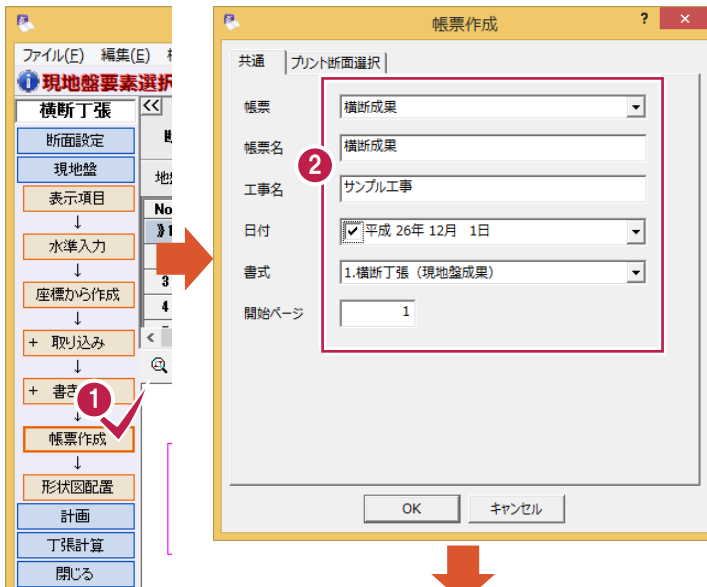 ファイル(F) 編集(E)
現地盤要素選択
横断丁張
<<
断面設定
現地盤
表示項目
↓
水準入力
↓
座標から作成
↓
+ 取り込み
↓
+ 書き
1
↓
帳票作成
↓
形状図配置
計画
丁張計算
閉じる
No
1
3
4
<
帳票作成
? ×
共通 プリント断面選択
帳票 横断成果
帳票名 横断成果
2
工事名 サンプル工事
日付 平成 26年 12月 1日
書式 1.横断丁張（現地盤成果）
開始ページ 1
OK キャンセル